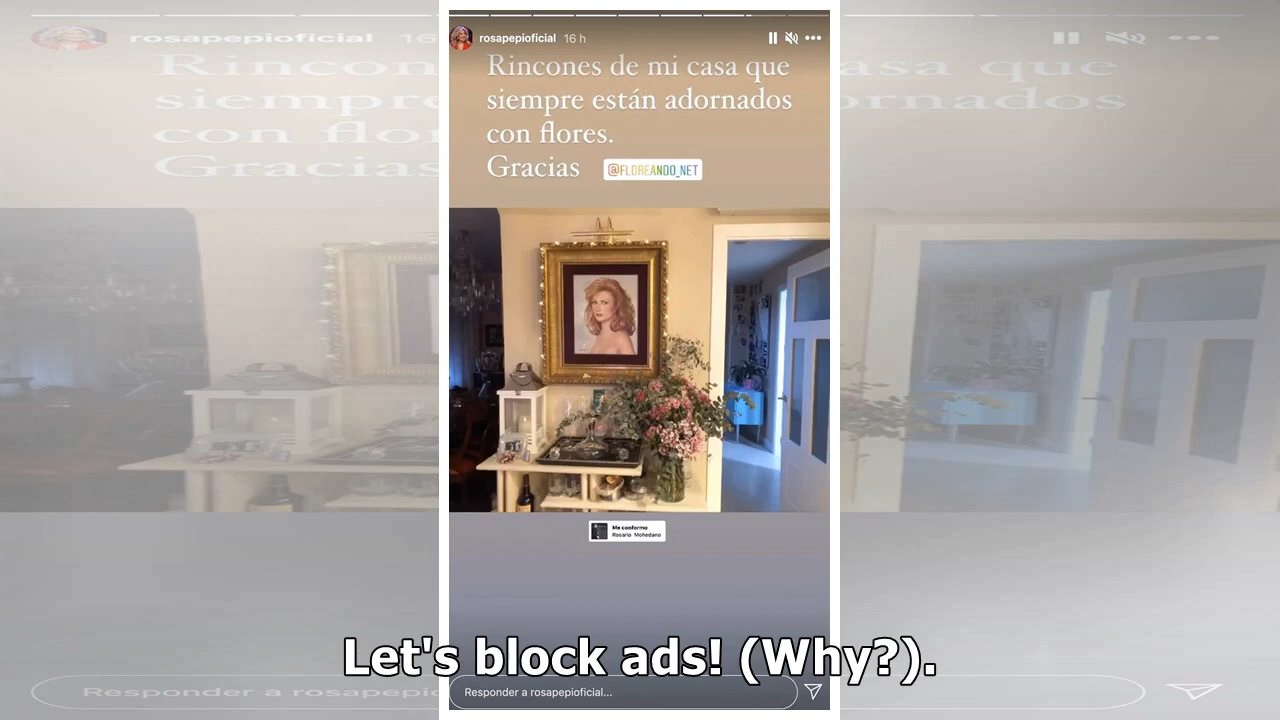 rosapepioficial 16 h
Rincones de mi casa que
siempre están adornados
con flores.
Gracias @FLOREANDO_NET
Me conformo
Rosario Mohedano
Let's block ads! (Why?).
Responder a rosapepioficial...